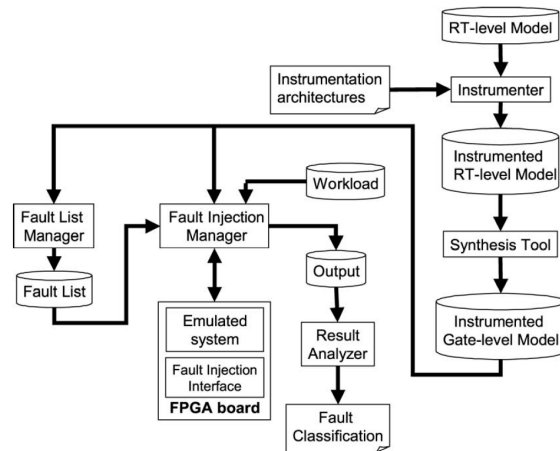 RT-level Model
Instrumentation
architectures
Instrumenter
Instrumented
RT-level Model
Workload
Fault List
Manager
Fault Injection
Manager
Synthesis Tool
Fault List
Output
Emulated
system
Fault Injection
Interface
FPGA board
Result
Analyzer
Instrumented
Gate-level Model
Fault
Classification